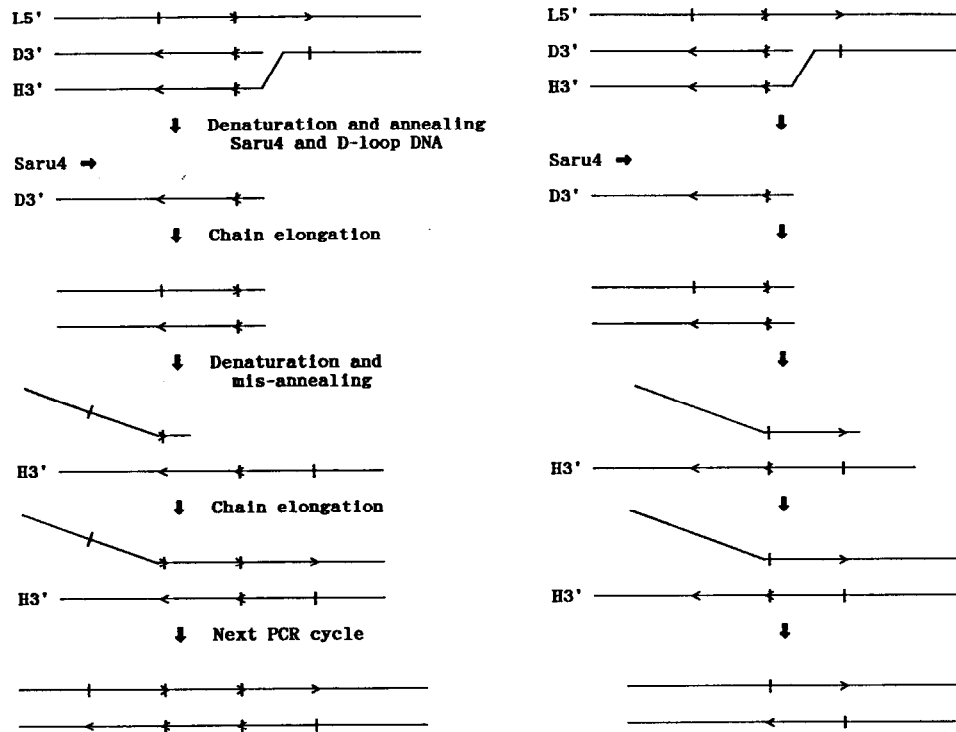 L5'
D3'
H3'
Denaturation and annealing
Saru4 and D-loop DNA
Saru4
D3'
Chain elongation
Denaturation and
mis-annealing
H3'
Chain elongation
H3'
Next PCR cycle
L5'
D3'
H3'
Saru4
D3'
H3'
H3'